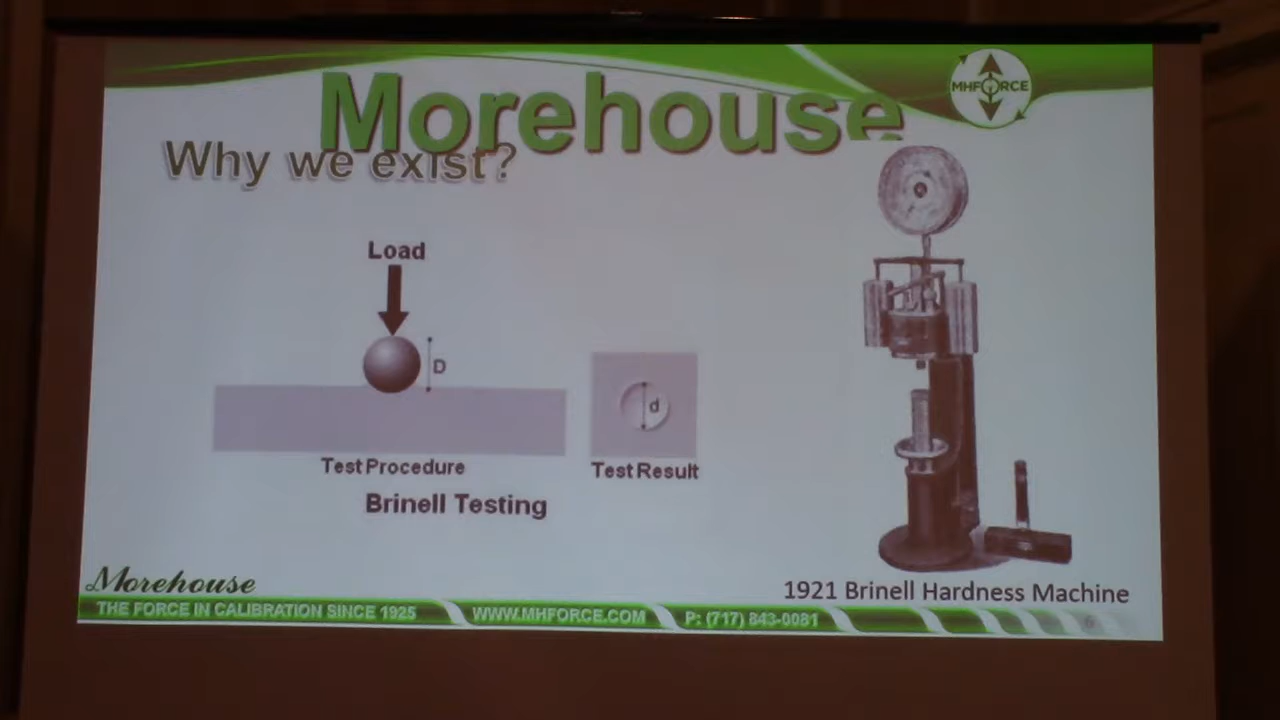 Morehouse
MHFORCE
Why we exist?
Load
D
d
Test Procedure
Test Result
Brinell Testing
1921 Brinell Hardness Machine
Morehouse
THE FORCE IN CALIBRATION SINCE 1925
WWW.MHFORCE.COM
P: (717) 843-0081
6